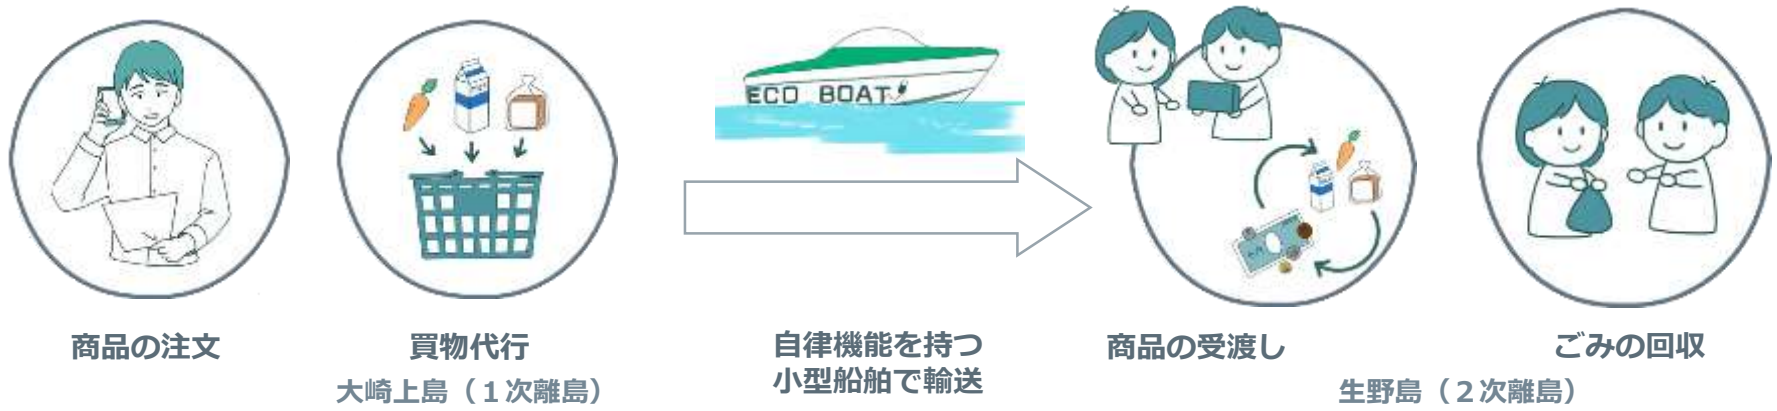 ECO BOAT
商品の注文
買物代行
大崎上島（１次離島）
自律機能を持つ
小型船舶で輸送
商品の受渡し
ごみの回収
生野島（２次離島）